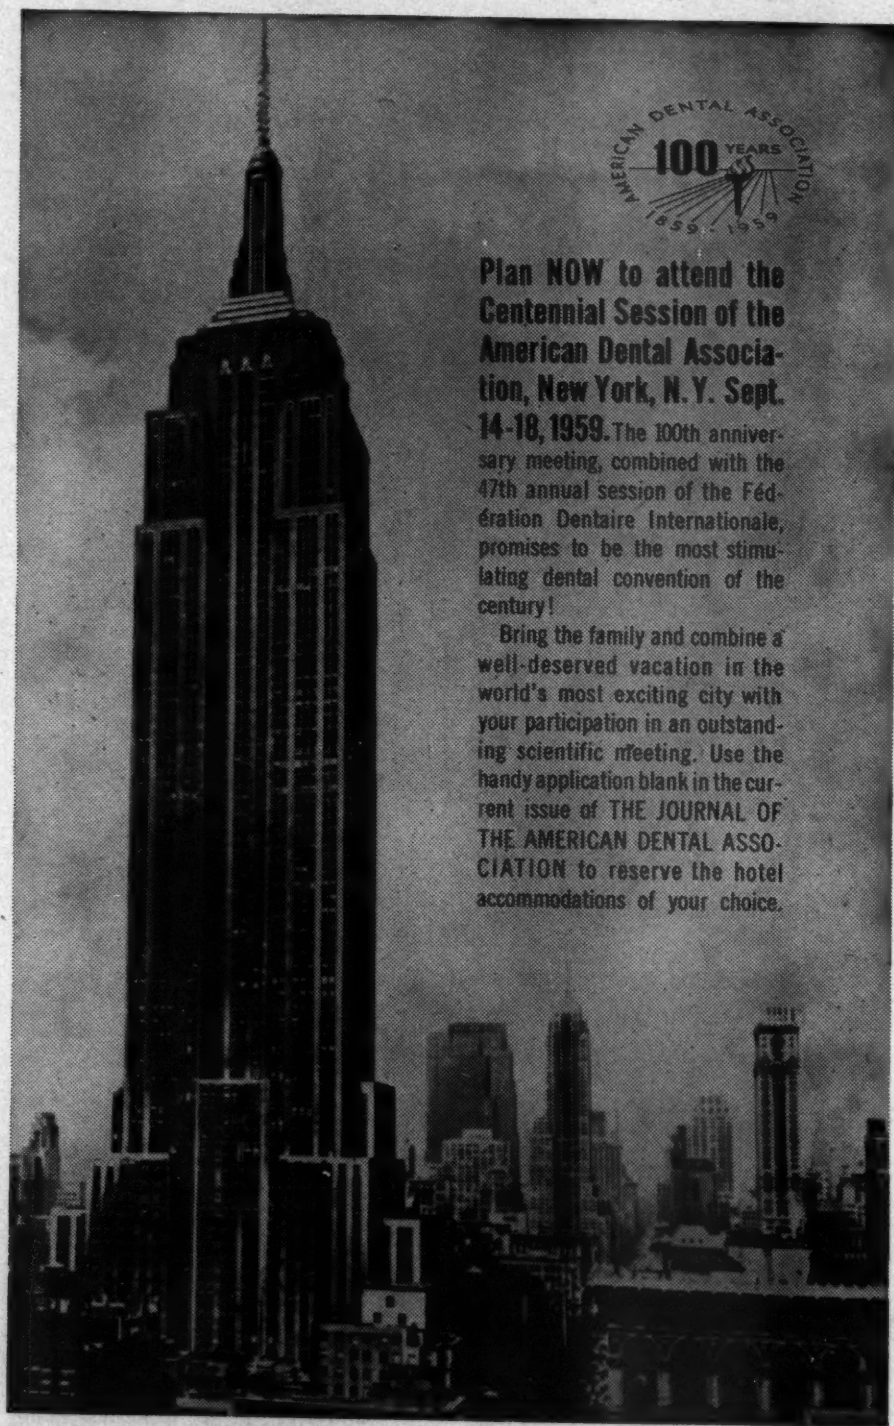 AMERICAN DENTAL ASSOCIATION
100 YEARS
1859 - 1959
Plan NOW to attend the
Centennial Session of the
American Dental Associa-
tion, New York, N.Y. Sept.
14-18, 1959. The 100th anniver-
sary meeting, combined with the
47th annual session of the Féd-
ération Dentaire Internationale,
promises to be the most stimu-
lating dental convention of the
century!
Bring the family and combine a
well-deserved vacation in the
world's most exciting city with
your participation in an outstand-
ing scientific meeting. Use the
handy application blank in the cur-
rent issue of THE JOURNAL OF
THE AMERICAN DENTAL ASSO-
CIATION to reserve the hotel
accommodations of your choice.